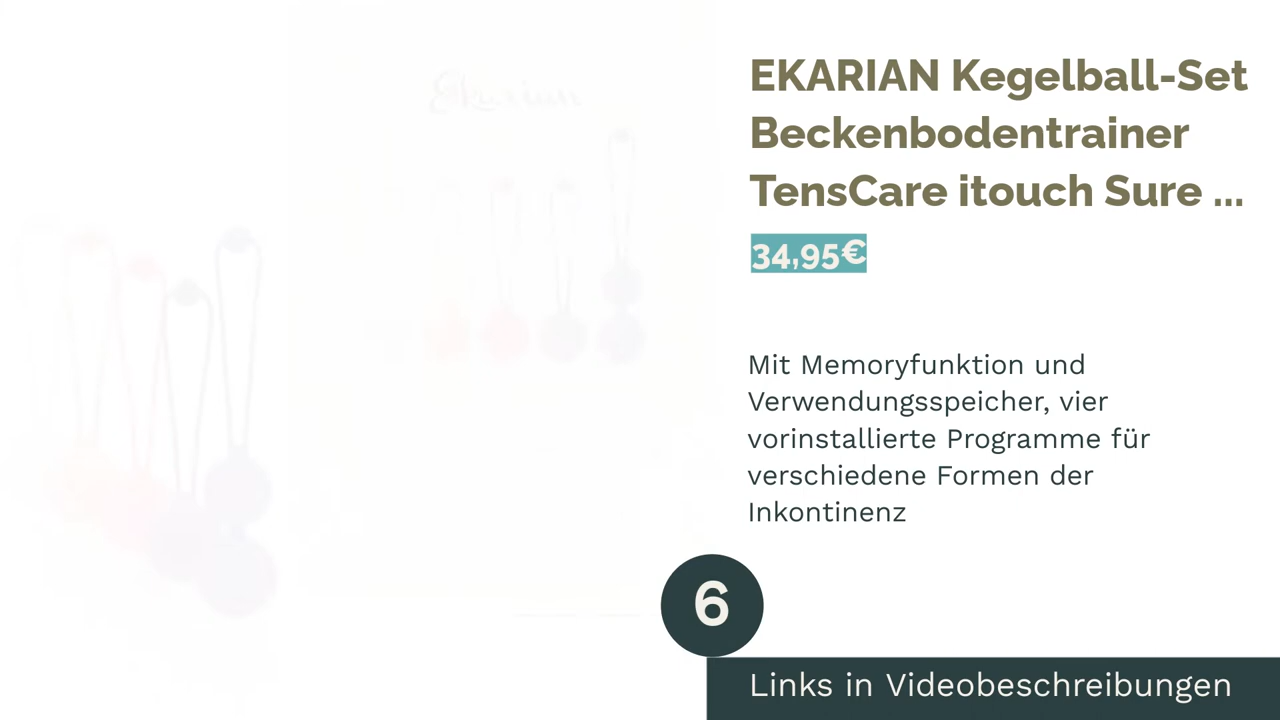 Ekarian
EKARIAN Kegelball-Set
Beckenbodentrainer
TensCare itouch Sure ...
34,95€
Mit Memoryfunktion und
Verwendungsspeicher, vier
vorinstallierte Programme für
verschiedene Formen der
Inkontinenz
6
Links in Videobeschreibungen